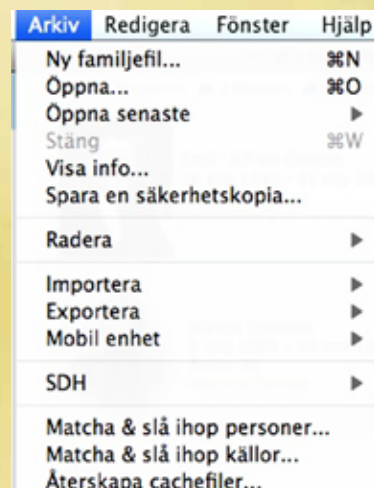 Arkiv Redigera Fönster Hjälp
Ny familjefil... ⌘N
Öppna... ⌘O
Öppna senaste ▶
Stäng ⌘W
Visa info...
Spara en säkerhetskopia...
Radera ▶
Importera ▶
Exportera ▶
Mobil enhet ▶
SDH ▶
Matcha & slå ihop personer...
Matcha & slå ihop källor...
Återskapa cachefiler...